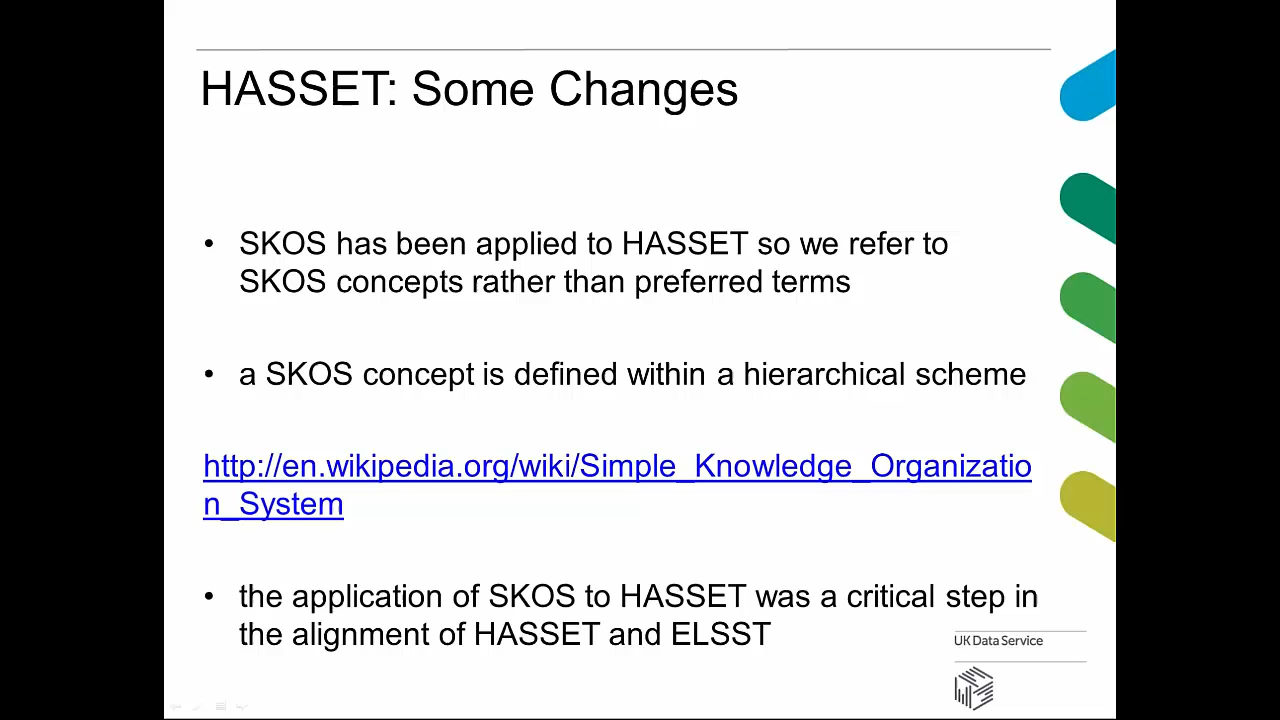 HASSET: Some Changes
• SKOS has been applied to HASSET so we refer to
SKOS concepts rather than preferred terms
• a SKOS concept is defined within a hierarchical scheme
http://en.wikipedia.org/wiki/Simple_Knowledge_Organizatio
n_System
• the application of SKOS to HASSET was a critical step in
the alignment of HASSET and ELSST
UK Data Service